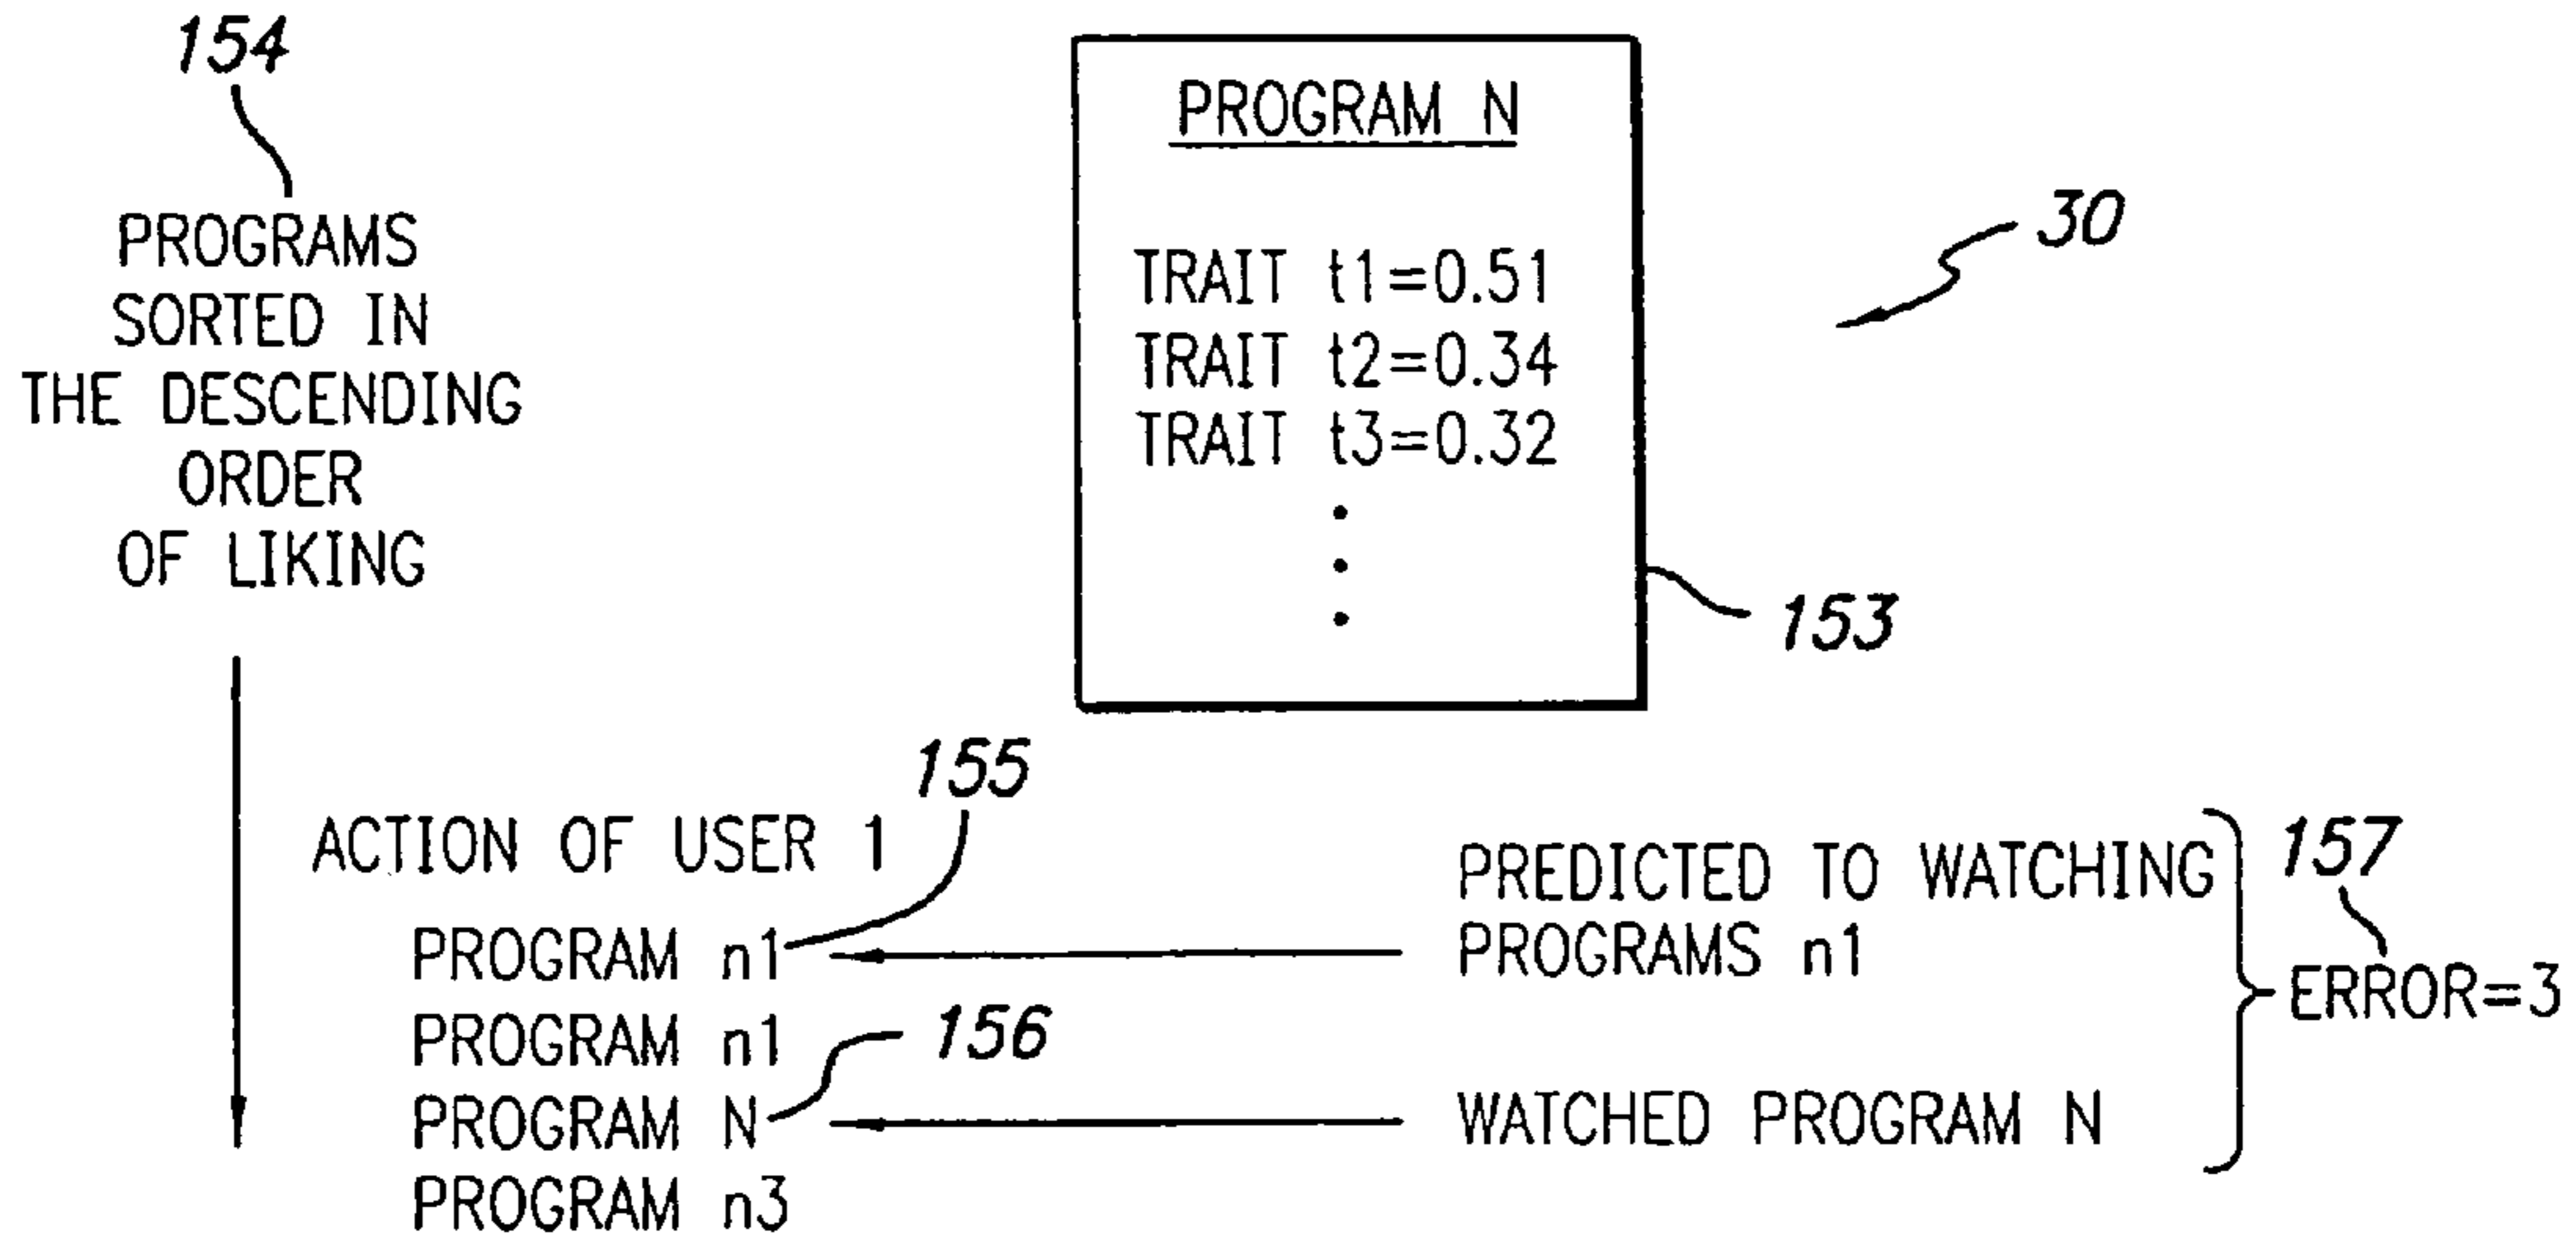 154
PROGRAMS
SORTED IN
THE DESCENDING
ORDER
OF LIKING
PROGRAM N
TRAIT t1=0.51
TRAIT t2=0.34
TRAIT t3=0.32
30
153
155
ACTION OF USER 1
PROGRAM n1
PROGRAM n1
156
PROGRAM N
PROGRAM n3
PREDICTED TO WATCHING
PROGRAMS n1
WATCHED PROGRAM N
157
ERROR=3